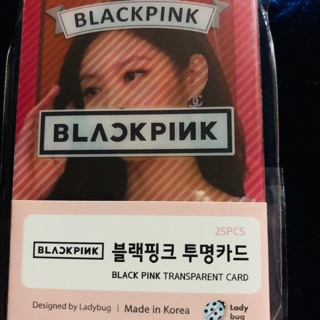 BLACKPINK
BLACKPINK
25PCS
BLACKPINK 블랙핑크 투명카드
BLACK PINK TRANSPARENT CARD
Designed by Ladybug | Made in Korea
Lady
bug